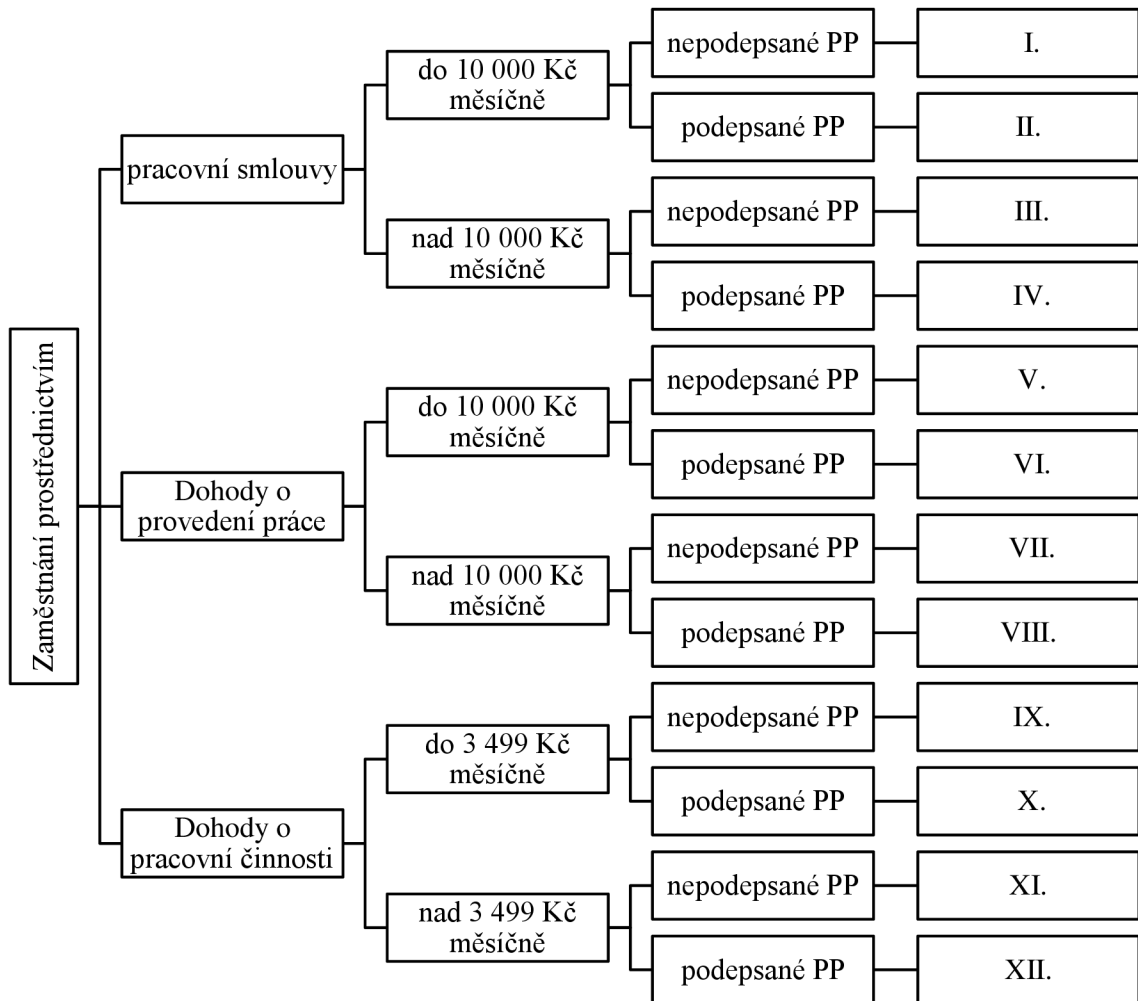 Zaměstnání prostřednictvím
pracovní smlouvy
do 10 000 Kč
měsíčně
nepodepsané PP
I.
podepsané PP
II.
nad 10 000 Kč
měsíčně
nepodepsané PP
III.
podepsané PP
IV.
Dohody o
provedení práce
do 10 000 Kč
měsíčně
nepodepsané PP
V.
podepsané PP
VI.
nad 10 000 Kč
měsíčně
nepodepsané PP
VII.
podepsané PP
VIII.
Dohody o
pracovní činnosti
do 3 499 Kč
měsíčně
nepodepsané PP
IX.
podepsané PP
X.
nad 3 499 Kč
měsíčně
nepodepsané PP
XI.
podepsané PP
XII.